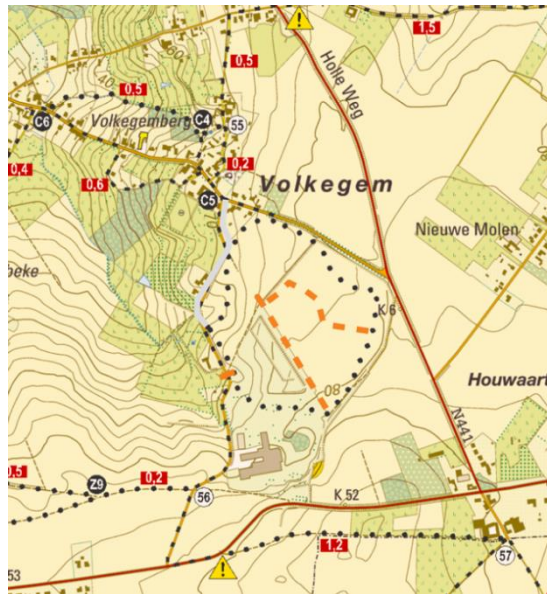 1,5
Holle Weg
60
0,5
40
0,5
C6
Volkegemberg
C4
55
0,4
0,2
0,6
C5
Volkegem
Nieuwe Molen
beke
K 6
Houwaart
80
N441
0,5
Z9
0,2
56
K 52
1,2
57
53